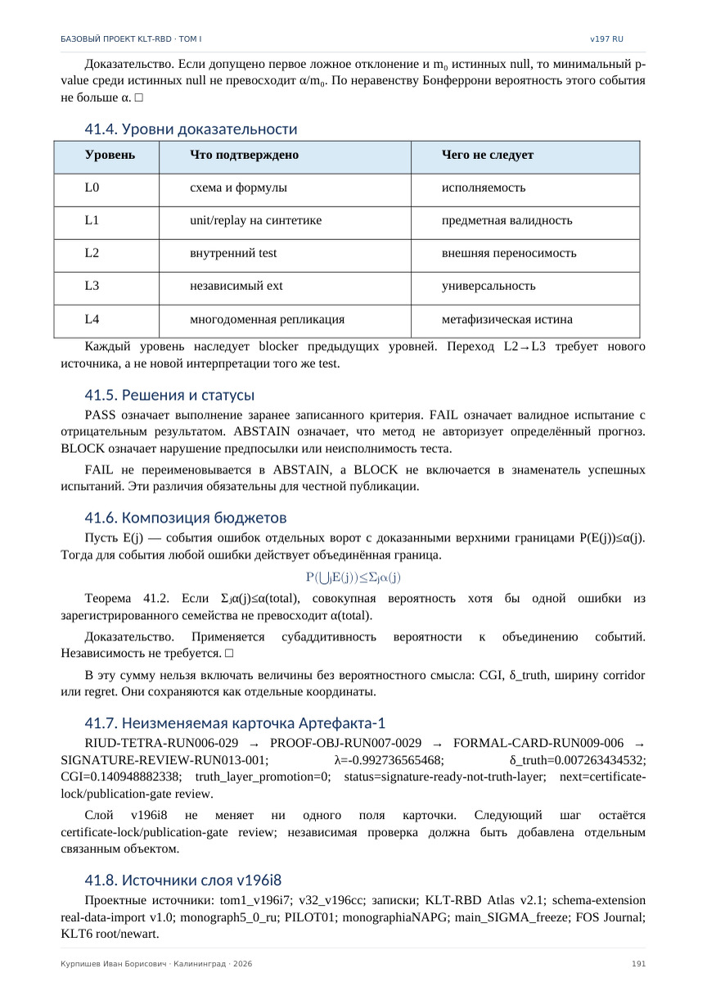 БАЗОВЫЙ ПРОЕКТ KLT-RBD · ТОМ I v197 RU
Доказательство. Если допущено первое ложное отклонение и m₀ истинных null, то минимальный p-
value среди истинных null не превосходит α/m₀. По неравенству Бонферрони вероятность этого события
не больше α. □
41.4. Уровни доказательности
Уровень Что подтверждено Чего не следует
L0 схема и формулы исполняемость
L1 unit/replay на синтетике предметная валидность
L2 внутренний test внешняя переносимость
L3 независимый ext универсальность
L4 многодоменная репликация метафизическая истина
Каждый уровень наследует blocker предыдущих уровней. Переход L2→L3 требует нового
источника, а не новой интерпретации того же test.
41.5. Решения и статусы
PASS означает выполнение заранее записанного критерия. FAIL означает валидное испытание с
отрицательным результатом. ABSTAIN означает, что метод не авторизует определённый прогноз.
BLOCK означает нарушение предпосылки или неисполнимость теста.
FAIL не переименовывается в ABSTAIN, а BLOCK не включается в знаменатель успешных
испытаний. Эти различия обязательны для честной публикации.
41.6. Композиция бюджетов
Пусть E(j) — события ошибок отдельных ворот с доказанными верхними границами P(E(j))≤α(j).
Тогда для события любой ошибки действует объединённая граница.
P(⋃ⱼE(j))≤Σⱼα(j)
Теорема 41.2. Если Σⱼα(j)≤α(total), совокупная вероятность хотя бы одной ошибки из
зарегистрированного семейства не превосходит α(total).
Доказательство. Применяется субаддитивность вероятности к объединению событий.
Независимость не требуется. □
В эту сумму нельзя включать величины без вероятностного смысла: CGI, δ_truth, ширину corridor
или regret. Они сохраняются как отдельные координаты.
41.7. Неизменяемая карточка Артефакта-1
RIUD-TETRA-RUN006-029 → PROOF-OBJ-RUN007-0029 → FORMAL-CARD-RUN009-006 →
SIGNATURE-REVIEW-RUN013-001; λ=-0.992736565468; δ_truth=0.007263434532;
CGI=0.140948882338; truth_layer_promotion=0; status=signature-ready-not-truth-layer; next=certificate-
lock/publication-gate review.
Слой v196i8 не меняет ни одного поля карточки. Следующий шаг остаётся
certificate-lock/publication-gate review; независимая проверка должна быть добавлена отдельным
связанным объектом.
41.8. Источники слоя v196i8
Проектные источники: tom1_v196i7; v32_v196cc; записки; KLT-RBD Atlas v2.1; schema-extension
real-data-import v1.0; monograph5_0_ru; PILOT01; monographiaNAPG; main_SIGMA_freeze; FOS Journal;
KLT6 root/newart.
Курпишев Иван Борисович · Калининград · 2026 191